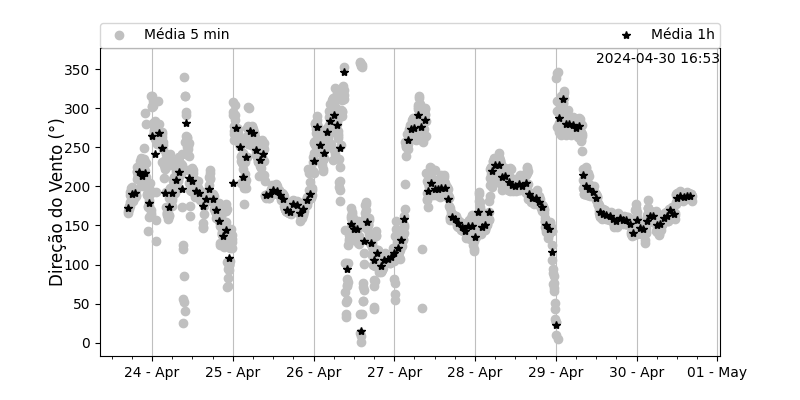 Média 5 min
Média 1h
2024-04-30 16:53
Direção do Vento (°)
350
300
250
200
150
100
50
0
24 - Apr
25 - Apr
26 - Apr
27 - Apr
28 - Apr
29 - Apr
30 - Apr
01 - May